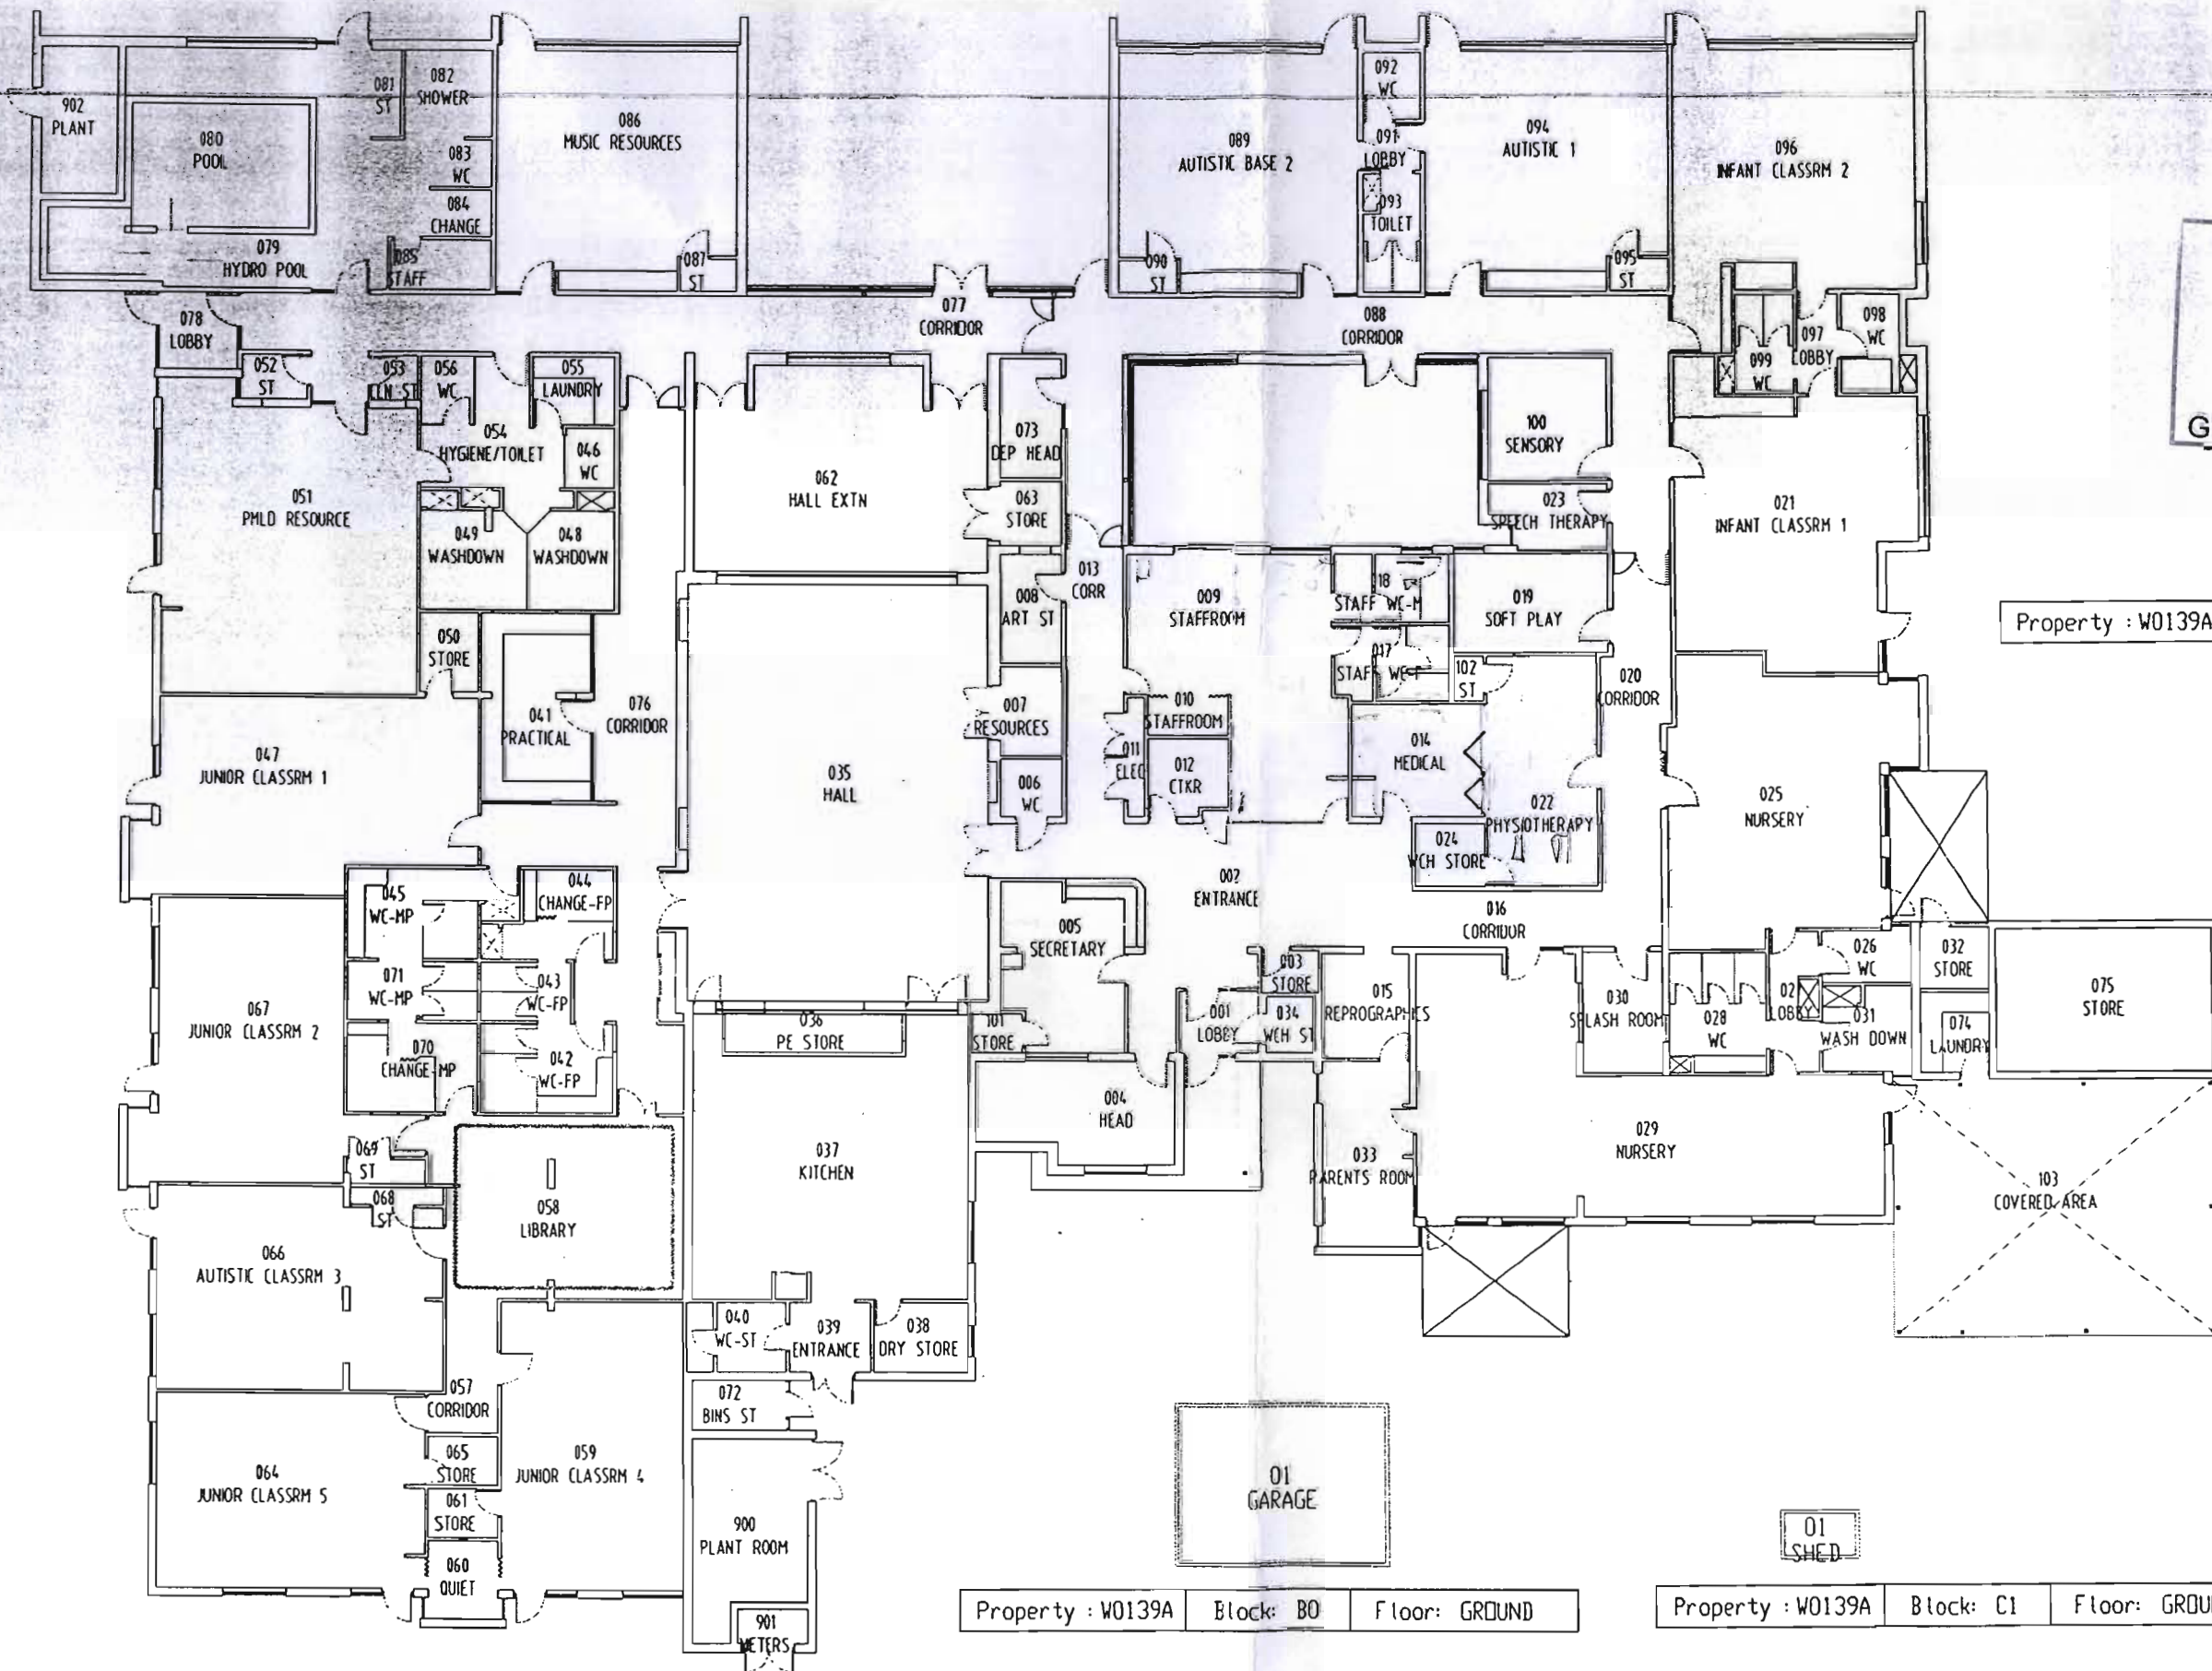 902
PLANT
080
POOL
081
ST
082
SHOWER
083
WC
084
CHANGE
085
STAFF
079
HYDRO POOL
086
MUSIC RESOURCES
087
ST
089
AUTISTIC BASE 2
090
ST
092
WC
091
LOBBY
093
TOILET
094
AUTISTIC 1
095
ST
096
INFANT CLASSRM 2
078
LOBBY
077
CORRIDOR
088
CORRIDOR
097
LOBBY
098
WC
099
WC
052
ST
053
CLN ST
056
WC
055
LAUNDRY
054
HYGIENE/TOILET
046
WC
051
PMLD RESOURCE
049
WASHDOWN
048
WASHDOWN
062
HALL EXTN
073
DEP HEAD
063
STORE
100
SENSORY
023
SPEECH THERAPY
021
INFANT CLASSRM 1
G
013
CORR
008
ART ST
009
STAFFROOM
18
STAFF WC-M
019
SOFT PLAY
Property : W0139A
050
STORE
017
STAFF WC-F
102
ST
020
CORRIDOR
041
PRACTICAL
076
CORRIDOR
007
RESOURCES
010
STAFFROOM
011
ELEC
012
CTKR
014
MEDICAL
047
JUNIOR CLASSRM 1
035
HALL
006
WC
022
PHYSIOTHERAPY
024
WCH STORE
025
NURSERY
045
WC-MP
044
CHANGE-FP
002
ENTRANCE
016
CORRIDOR
005
SECRETARY
003
STORE
026
WC
032
STORE
067
JUNIOR CLASSRM 2
071
WC-MP
043
WC-FP
015
REPROGRAPHICS
030
SPLASH ROOM
028
WC
02
LOBBY
031
WASH DOWN
074
LAUNDRY
075
STORE
036
PE STORE
101
STORE
001
LOBBY
034
WCH ST
070
CHANGE-MP
042
WC-FP
004
HEAD
037
KITCHEN
033
PARENTS ROOM
029
NURSERY
069
ST
068
ST
058
LIBRARY
103
COVERED AREA
066
AUTISTIC CLASSRM 3
040
WC-ST
039
ENTRANCE
038
DRY STORE
057
CORRIDOR
072
BINS ST
065
STORE
059
JUNIOR CLASSRM 4
064
JUNIOR CLASSRM 5
061
STORE
01
GARAGE
900
PLANT ROOM
01
SHED
060
QUIET
901
METERS
Property : W0139A Block: B0 Floor: GROUND
Property : W0139A Block: C1 Floor: GROU